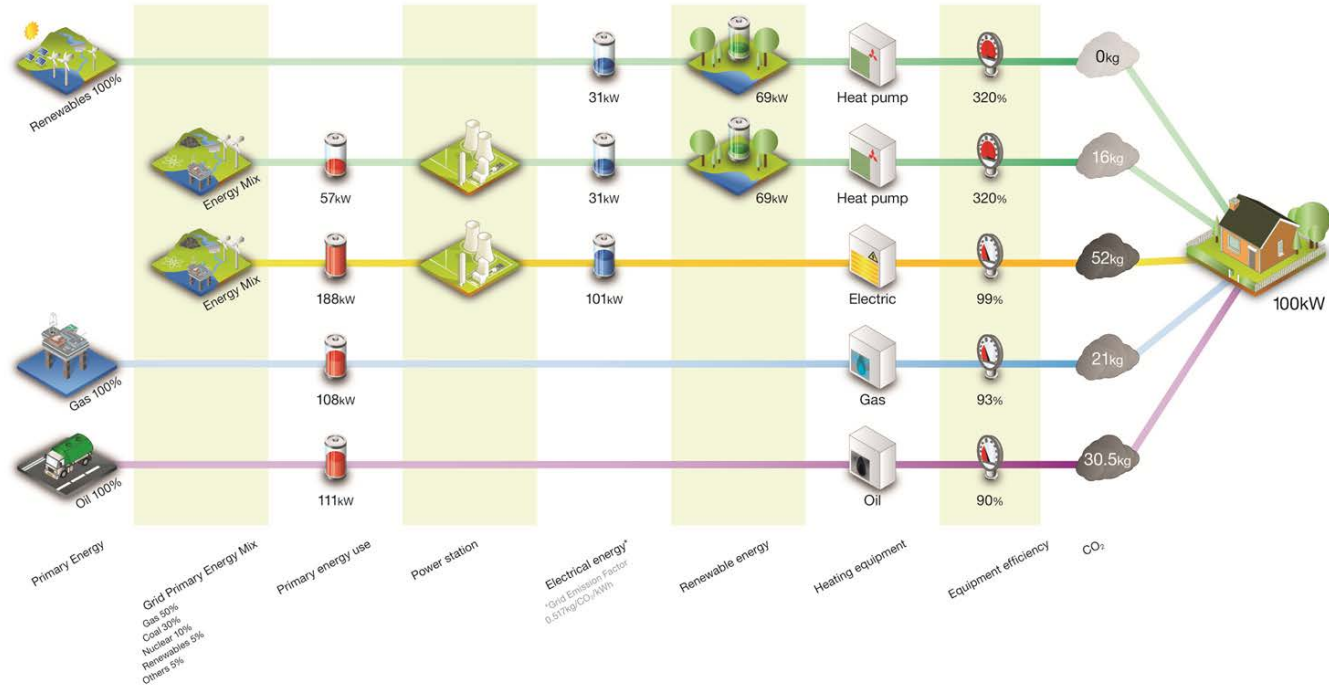 Renewables 100%
31kW
69kW
Heat pump
320%
0kg
Energy Mix
57kW
31kW
69kW
Heat pump
320%
16kg
Energy Mix
188kW
101kW
Electric
99%
52kg
100kW
Gas 100%
108kW
Gas
93%
21kg
Oil 100%
111kW
Oil
90%
30.5kg
Primary Energy
Grid Primary Energy Mix
Gas 50%
Coal 30%
Nuclear 10%
Renewables 5%
Others 5%
Primary energy use
Power station
Electrical energy*
*Grid Emission Factor
0.517kg/CO₂/kWh
Renewable energy
Heating equipment
Equipment efficiency
CO₂